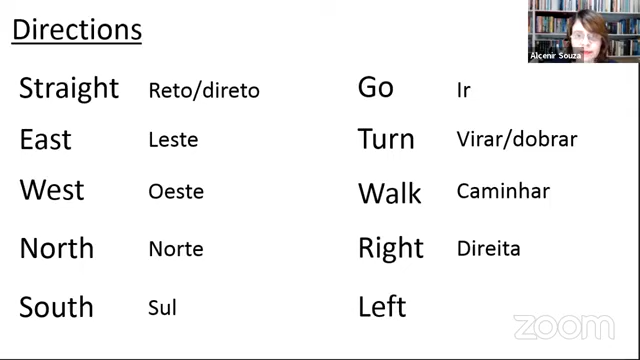 Directions
Alcenir Souza
Straight Reto/direto
East Leste
West Oeste
North Norte
South Sul
Go Ir
Turn Virar/dobrar
Walk Caminhar
Right Direita
Left
zoom